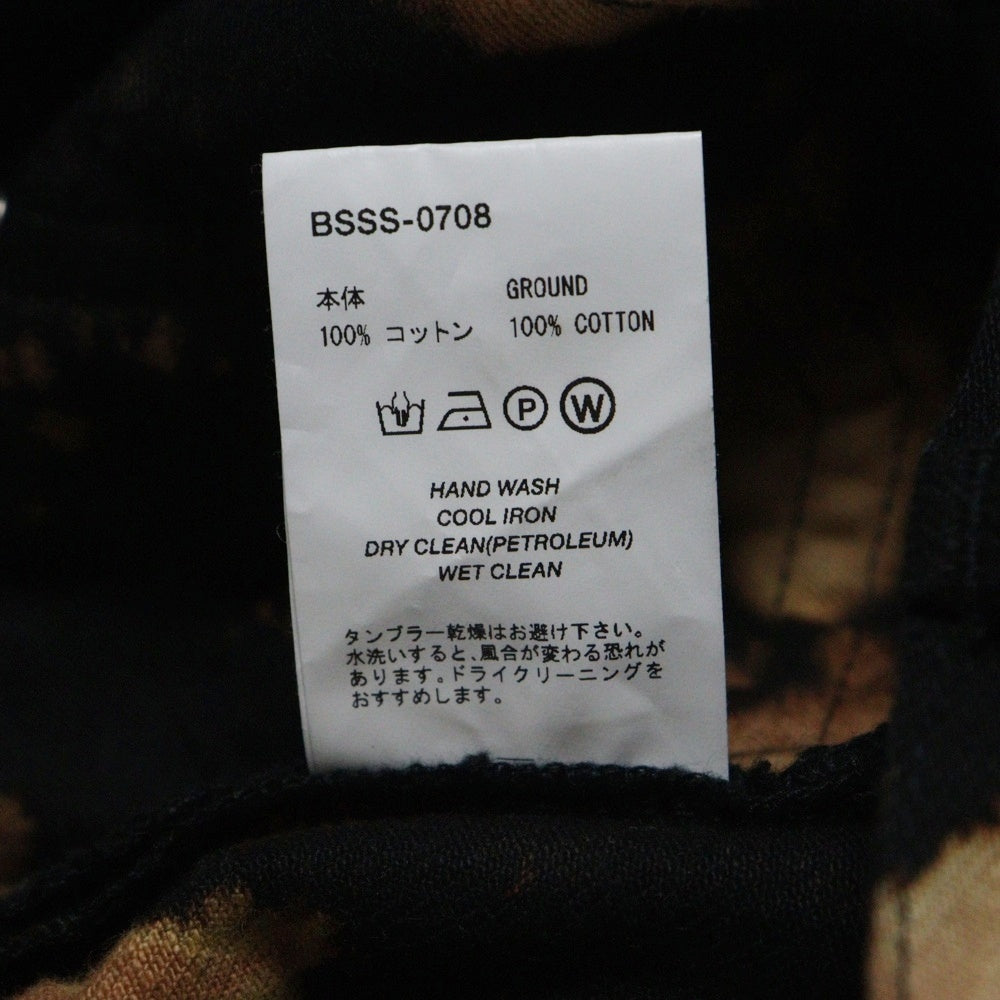 BSSS-0708
本体
100% コットン
GROUND
100% COTTON
P W
HAND WASH
COOL IRON
DRY CLEAN(PETROLEUM)
WET CLEAN
タンブラー乾燥はお避け下さい。
水洗いすると、風合が変わる恐れが
あります。ドライクリーニングを
おすすめします。